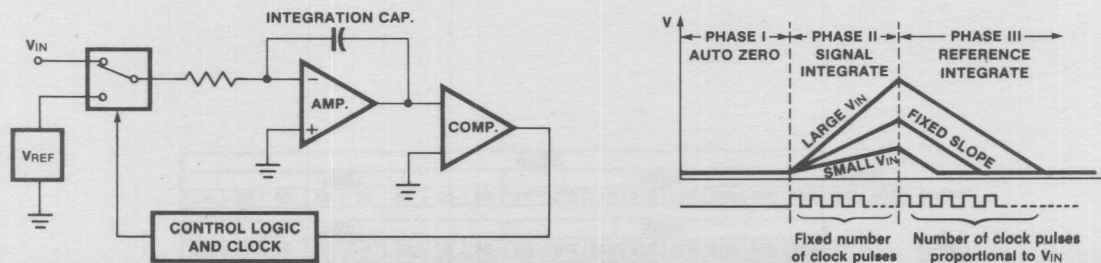 INTEGRATION CAP.
VIN
AMP.
COMP.
VREF
CONTROL LOGIC
AND CLOCK
V
PHASE I
AUTO ZERO
PHASE II
SIGNAL
INTEGRATE
PHASE III
REFERENCE
INTEGRATE
LARGE VIN
FIXED SLOPE
SMALL VIN
Fixed number
of clock pulses
Number of clock pulses
proportional to VIN